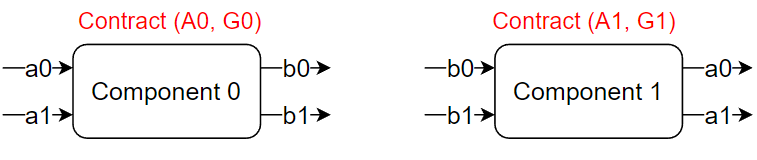 Contract (A0, G0)
a0
a1
Component 0
b0
b1
Contract (A1, G1)
b0
b1
Component 1
a0
a1